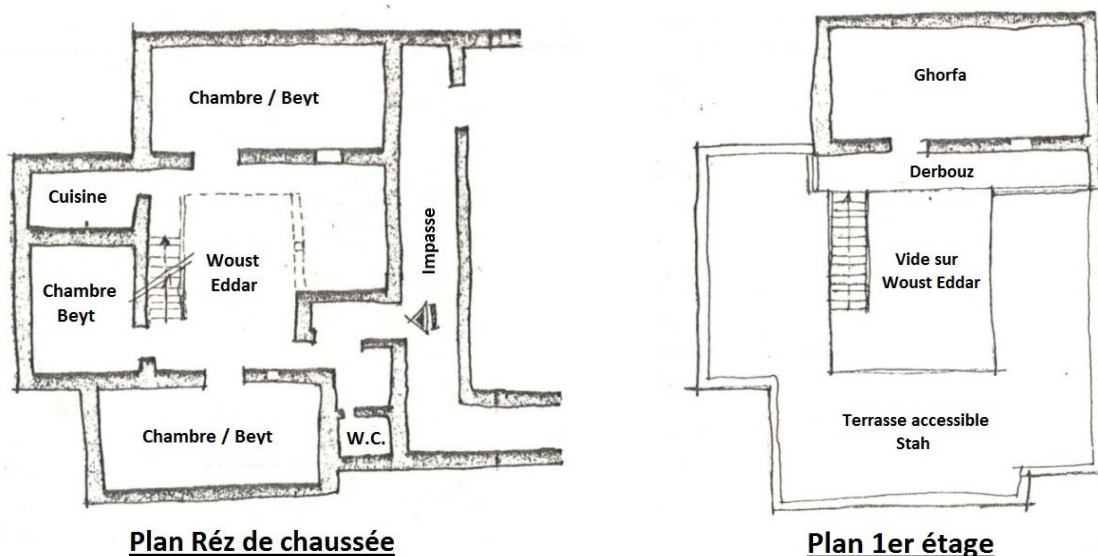 Chambre / Beyt
Cuisine
Woust
Eddar
Chambre
Beyt
Impasse
Chambre / Beyt
W.C.
Plan Réz de chaussée
Ghorfa
Derbouz
Vide sur
Woust Eddar
Terrasse accessible
Stah
Plan 1er étage